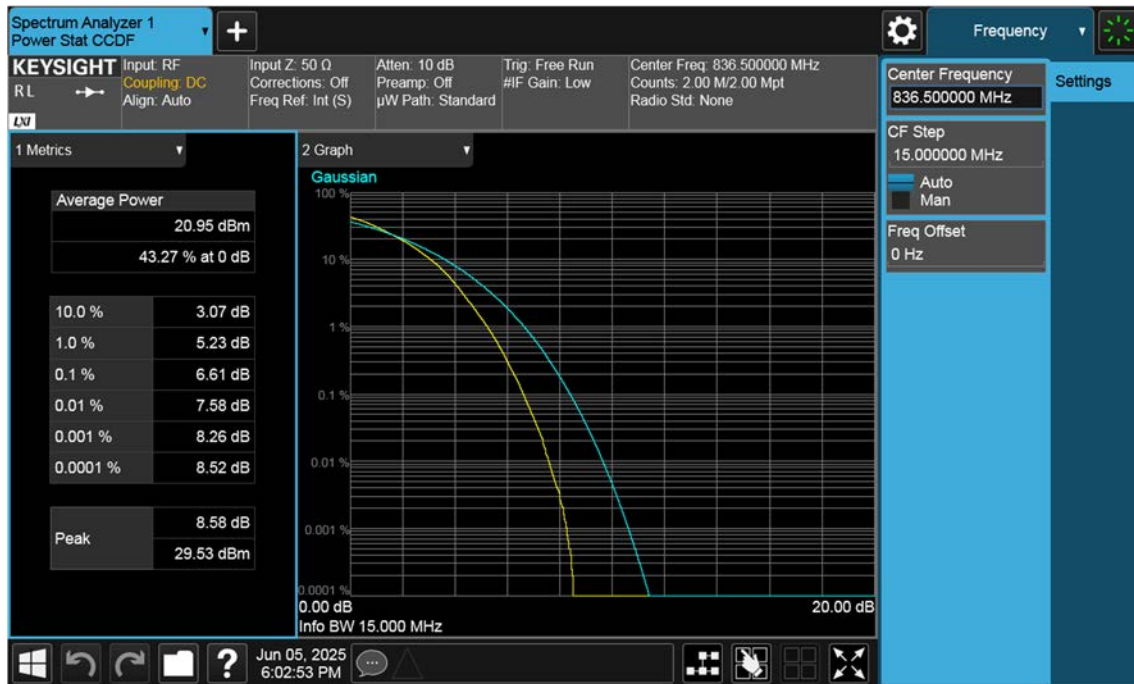 Spectrum Analyzer 1
Power Stat CCDF
Frequency
KEYSIGHT
RL
LXI
Input: RF
Coupling: DC
Align: Auto
Input Z: 50 Ω
Corrections: Off
Freq Ref: Int (S)
Atten: 10 dB
Preamp: Off
µW Path: Standard
Trig: Free Run
#IF Gain: Low
Center Freq: 836.500000 MHz
Counts: 2.00 M/2.00 Mpt
Radio Std: None
Center Frequency
836.500000 MHz
Settings
CF Step
15.000000 MHz
Auto
Man
Freq Offset
0 Hz
1 Metrics
Average Power
20.95 dBm
43.27 % at 0 dB
10.0 % 3.07 dB
1.0 % 5.23 dB
0.1 % 6.61 dB
0.01 % 7.58 dB
0.001 % 8.26 dB
0.0001 % 8.52 dB
Peak
8.58 dB
29.53 dBm
2 Graph
Gaussian
100 %
10 %
1 %
0.1 %
0.01 %
0.001 %
0.0001 %
0.00 dB 20.00 dB
Info BW 15.000 MHz
?
Jun 05, 2025
6:02:53 PM